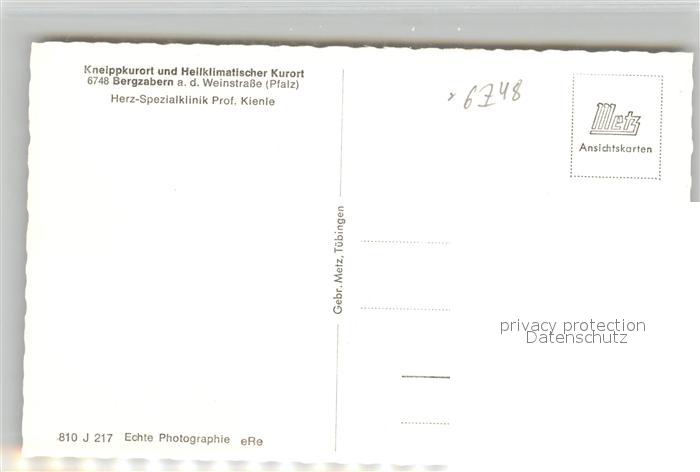 Kneippkurort und Heilklimatischer Kurort
6748 Bergzabern a. d. Weinstraße (Pfalz)
Herz-Spezialklinik Prof. Kienle
6748
Metz
Ansichtskarten
Gebr. Metz, Tübingen
privacy protection
Datenschutz
810 J 217 Echte Photographie eRe